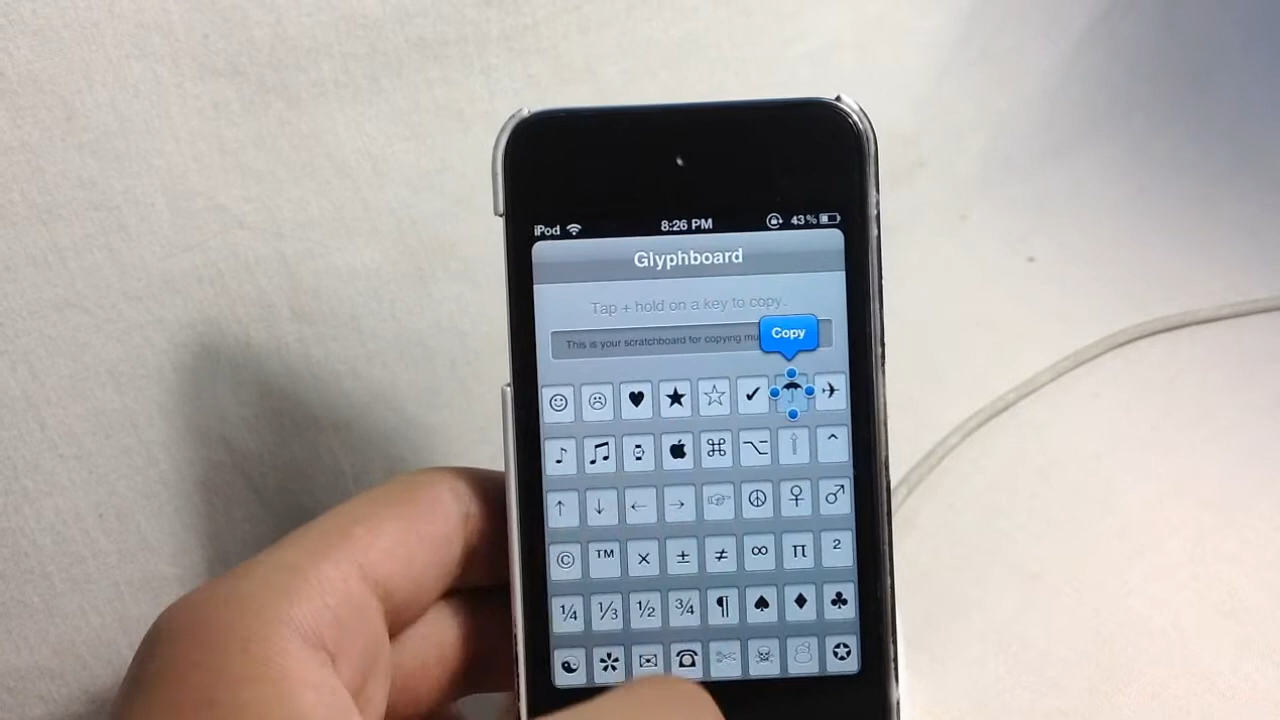 iPod 8:26 PM 43%
Glyphboard
Tap + hold on a key to copy.
This is your scratchboard for copying mu
Copy
☺ ☹ ♥ ★ ☆ ✔ ☂ ✈
♪ ♫ ⌚  ⌘ ⌥ ⇧ ⌃
↑ ↓ ← → ☞ ☮ ♀ ♂
© ™ × ± ≠ ∞ π ²
¼ ⅓ ½ ¾ ¶ ♠ ♦ ♣
☯ ✲ ✉ ☎ ✄ ☠ ☃ ✪